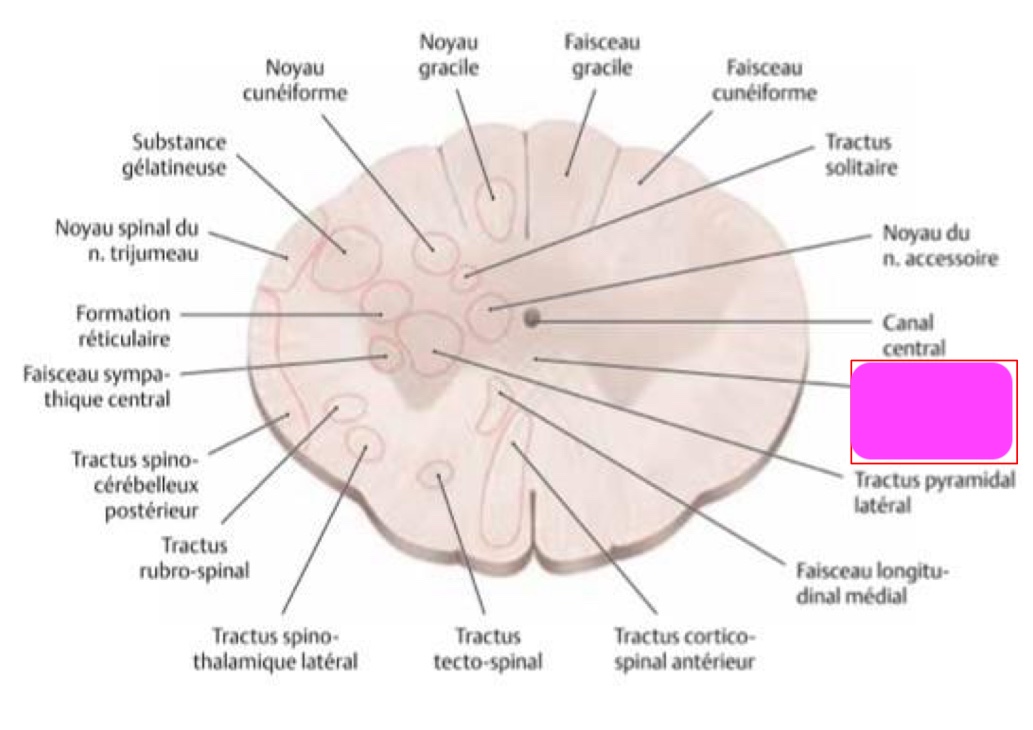 Noyau
gracile
Faisceau
gracile
Noyau
cunéiforme
Faisceau
cunéiforme
Substance
gélatineuse
Tractus
solitaire
Noyau spinal du
n. trijumeau
Noyau du
n. accessoire
Formation
réticulaire
Canal
central
Faisceau sympa-
thique central
Tractus spino-
cérébelleux
postérieur
Tractus pyramidal
latéral
Tractus
rubro-spinal
Faisceau longitu-
dinal médial
Tractus spino-
thalamique latéral
Tractus
tecto-spinal
Tractus cortico-
spinal antérieur